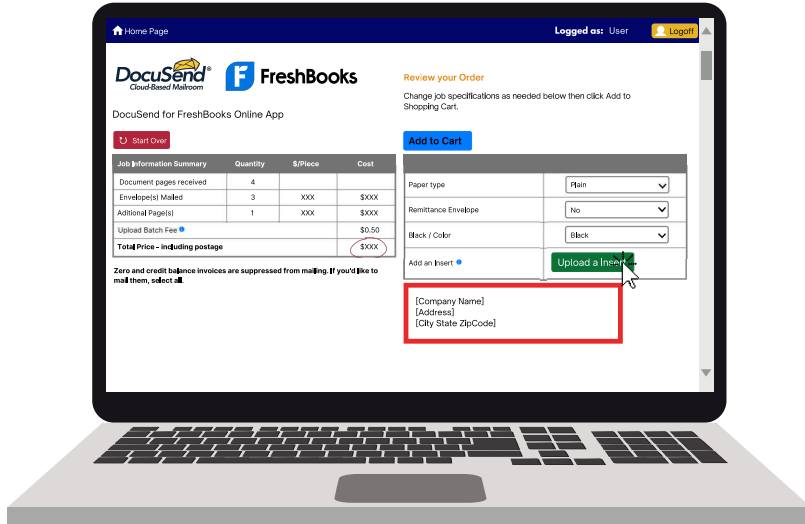 Home Page
Logged as: User
Logoff
DocuSend®
Cloud-Based Mailroom
FreshBooks
DocuSend for FreshBooks Online App
Start Over
Review your Order
Change job specifications as needed below then click Add to
Shopping Cart.
Add to Cart
Job Information Summary Quantity $/Piece Cost
Document pages received 4
Envelope(s) Mailed 3 XXX $XXX
Aditional Page(s) 1 XXX $XXX
Upload Batch Fee $0.50
Total Price - including postage $XXX
Zero and credit balance invoices are suppressed from mailing. If you'd like to
mail them, select all.
Paper type Plain
Remittance Envelope No
Black / Color Black
Add an Insert Upload a Insert
[Company Name]
[Address]
[City State ZipCode]